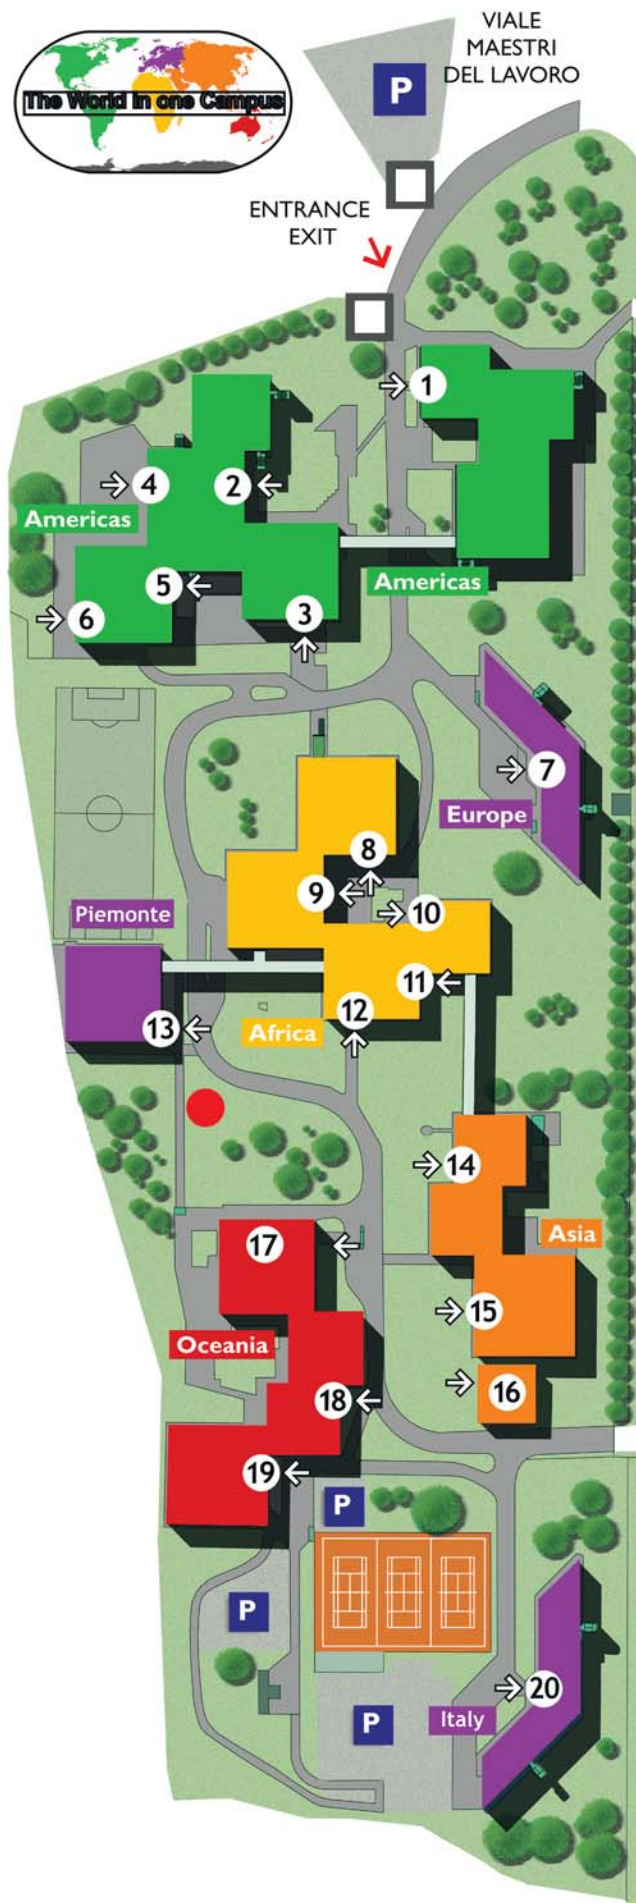 VIALE
MAESTRI
DEL LAVORO
P
The World in one Campus
ENTRANCE
EXIT
1
4
2
Americas
5
Americas
6
3
7
Europe
8
9
10
Piemonte
11
12
13
Africa
14
17
Asia
15
Oceania
16
18
19
P
P
20
P
Italy